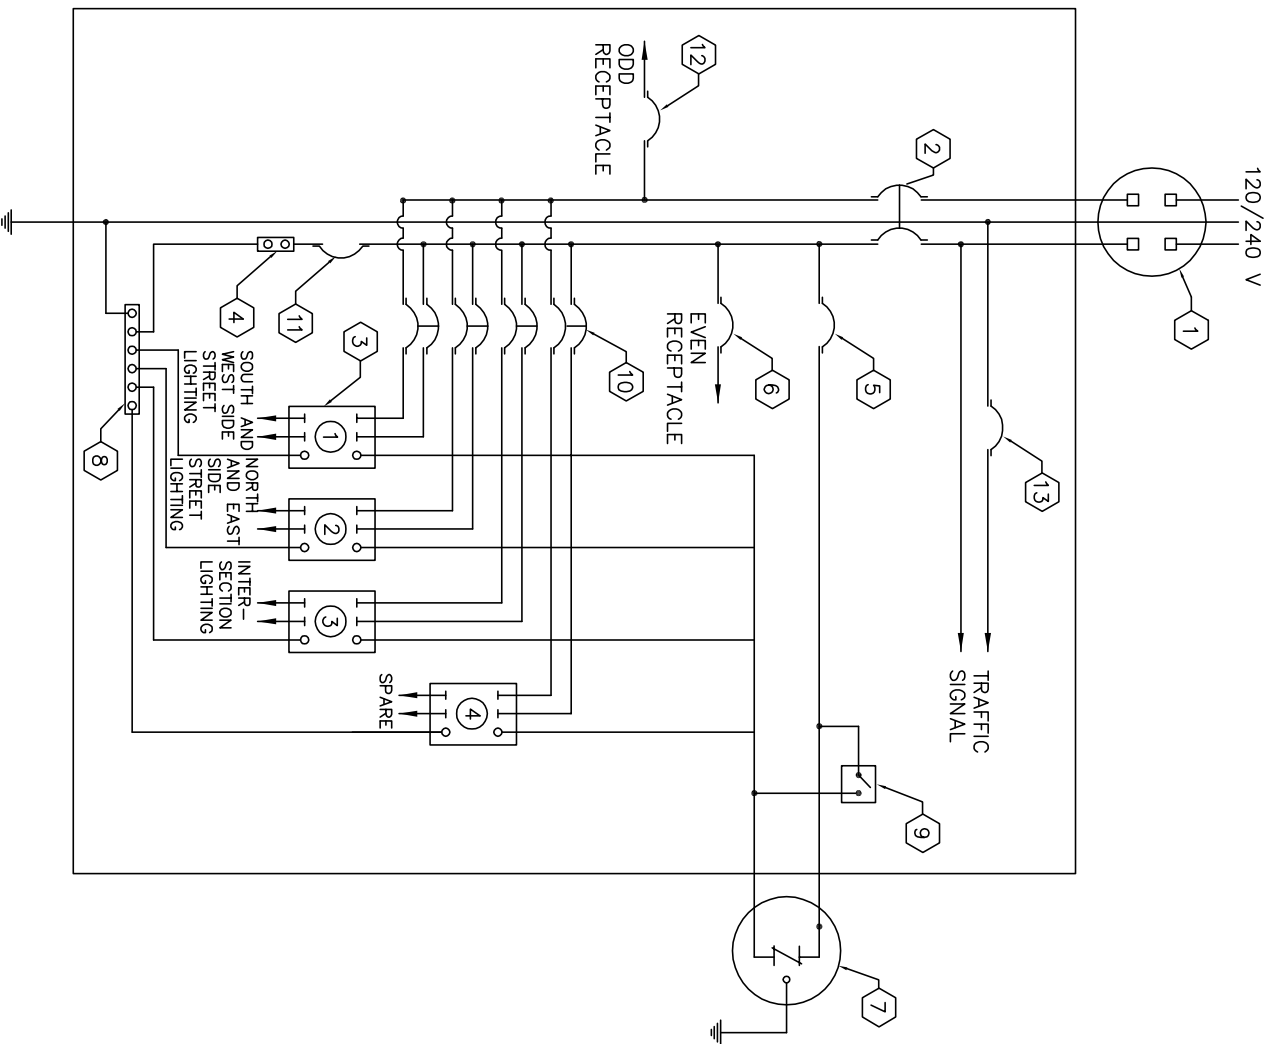 120/240 V
1
13
TRAFFIC
SIGNAL
2
9
7
5
6
12
EVEN
RECEPTACLE
ODD
RECEPTACLE
10
4
SPARE
3
1
2
3
11
4
SOUTH AND
WEST SIDE
STREET
LIGHTING
NORTH
AND EAST
SIDE
STREET
LIGHTING
INTER-
SECTION
LIGHTING
8